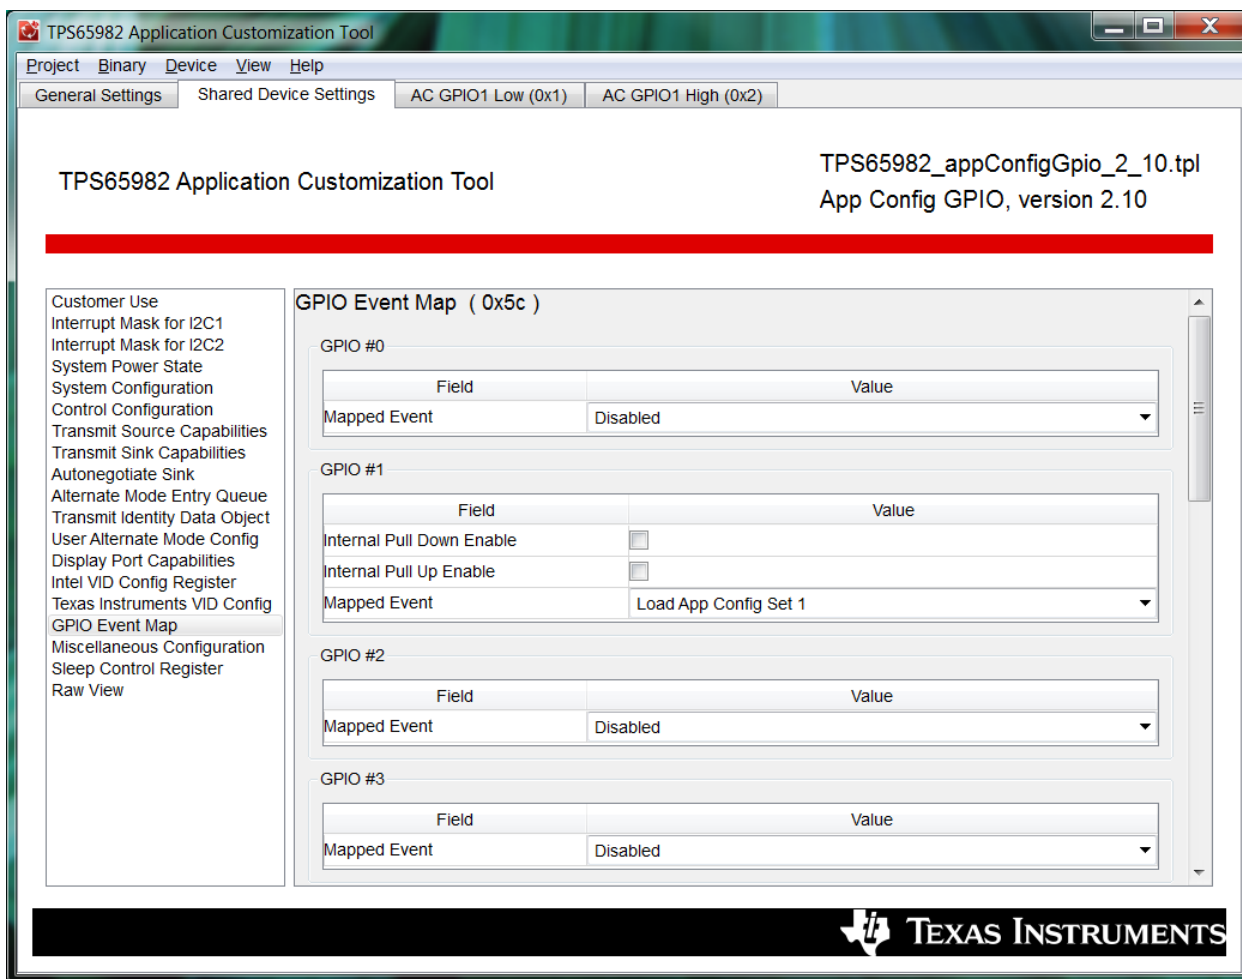 TPS65982 Application Customization Tool
Project Binary Device View Help
General Settings Shared Device Settings AC GPIO1 Low (0x1) AC GPIO1 High (0x2)
TPS65982 Application Customization Tool
TPS65982_appConfigGpio_2_10.tpl
App Config GPIO, version 2.10
Customer Use
Interrupt Mask for I2C1
Interrupt Mask for I2C2
System Power State
System Configuration
Control Configuration
Transmit Source Capabilities
Transmit Sink Capabilities
Autonegotiate Sink
Alternate Mode Entry Queue
Transmit Identity Data Object
User Alternate Mode Config
Display Port Capabilities
Intel VID Config Register
Texas Instruments VID Config
GPIO Event Map
Miscellaneous Configuration
Sleep Control Register
Raw View
GPIO Event Map ( 0x5c )
GPIO #0
Field Value
Mapped Event Disabled
GPIO #1
Field Value
Internal Pull Down Enable
Internal Pull Up Enable
Mapped Event Load App Config Set 1
GPIO #2
Field Value
Mapped Event Disabled
GPIO #3
Field Value
Mapped Event Disabled
TEXAS INSTRUMENTS